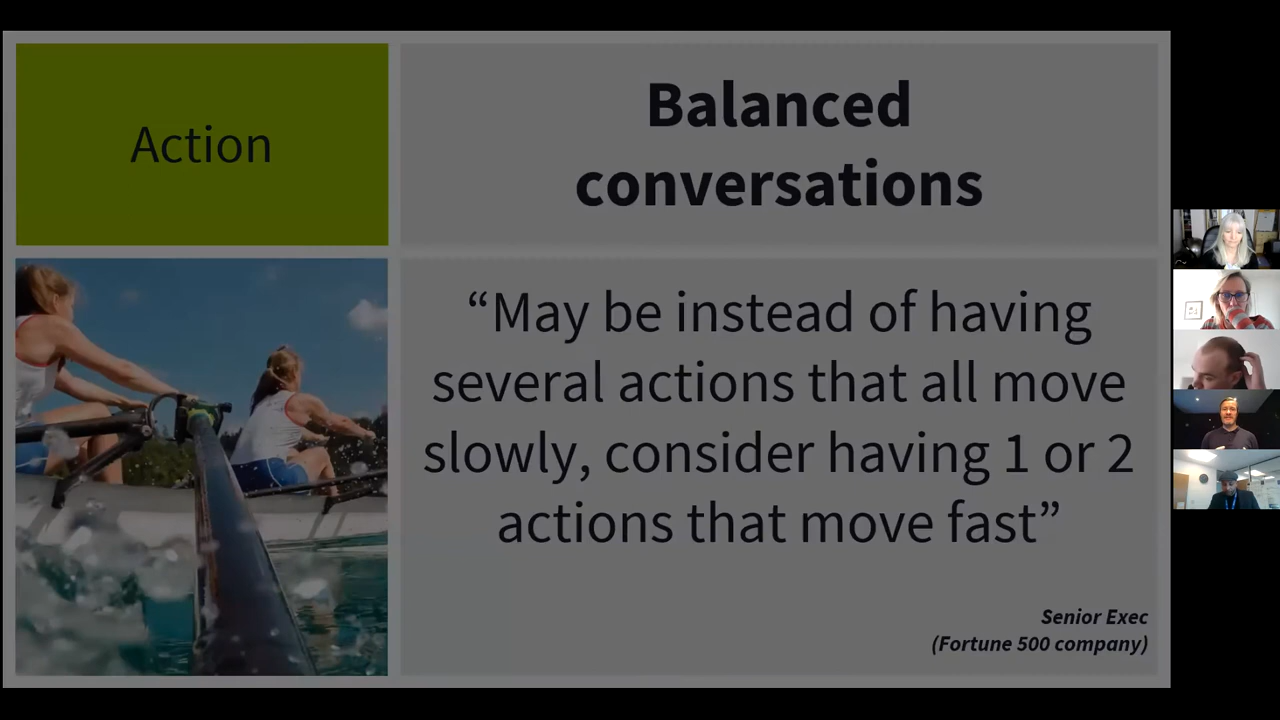 Action
Balanced
conversations
“May be instead of having
several actions that all move
slowly, consider having 1 or 2
actions that move fast”
Senior Exec
(Fortune 500 company)